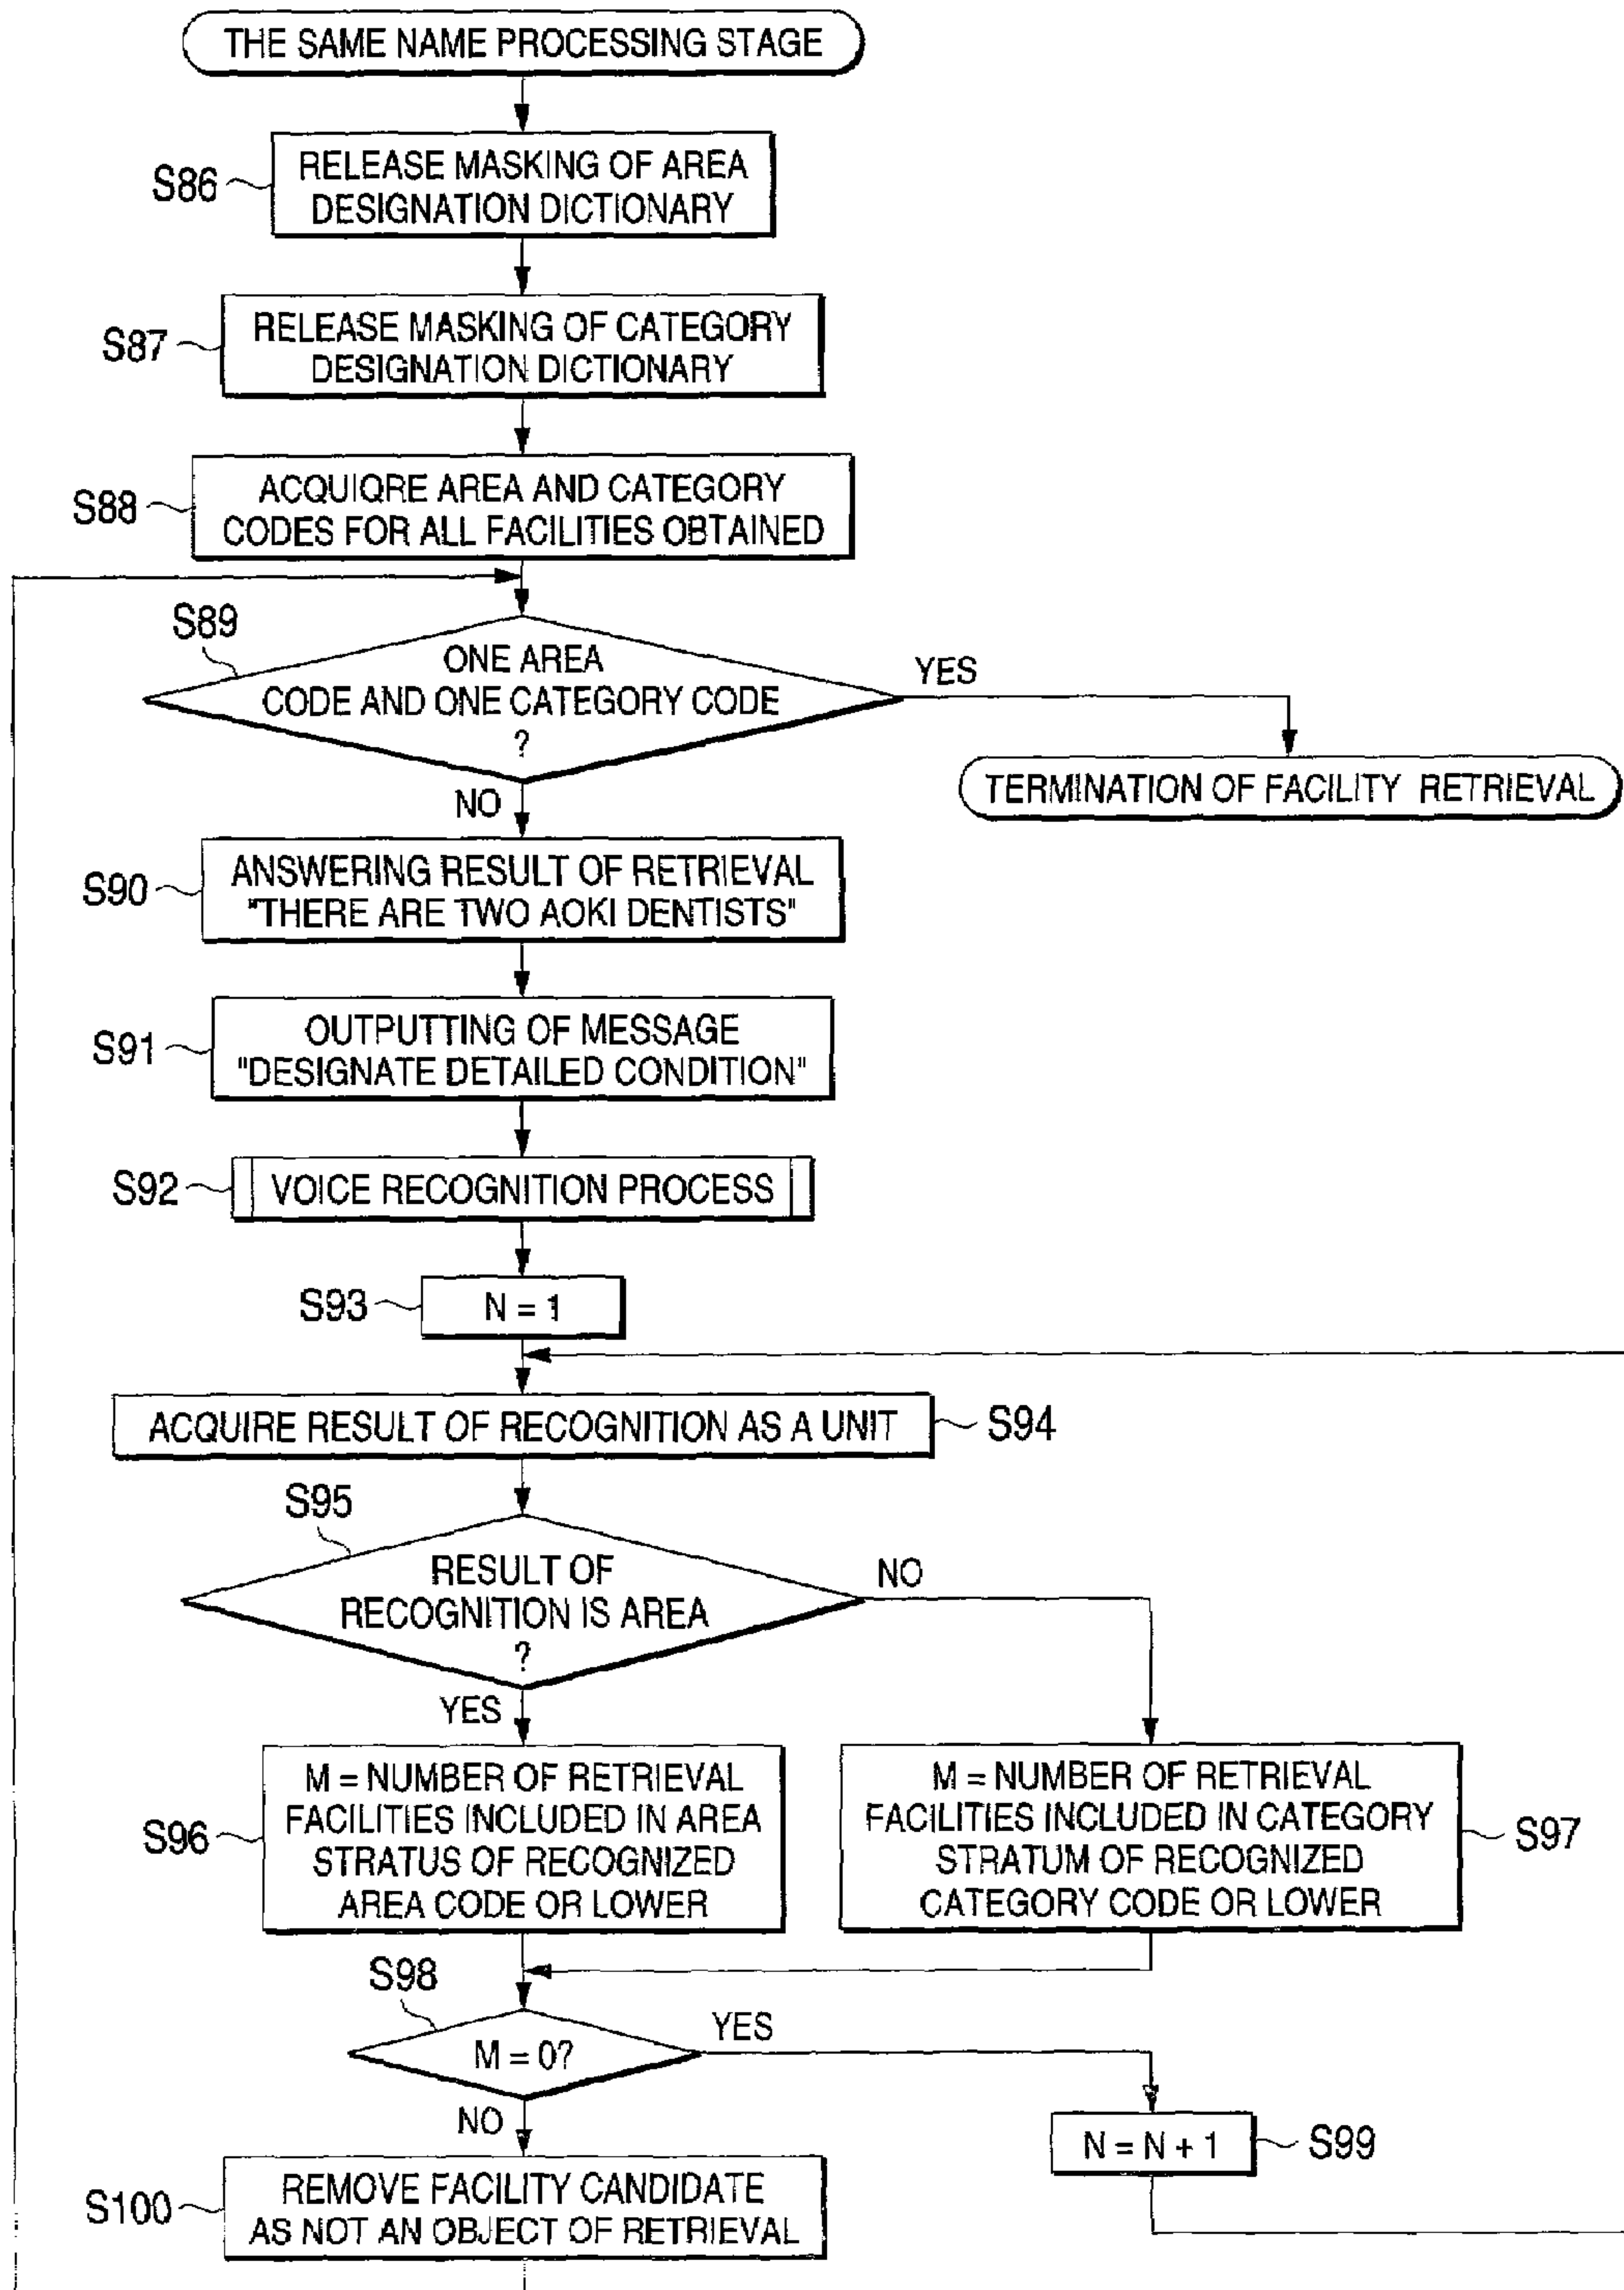 THE SAME NAME PROCESSING STAGE
S86
RELEASE MASKING OF AREA
DESIGNATION DICTIONARY
S87
RELEASE MASKING OF CATEGORY
DESIGNATION DICTIONARY
S88
ACQUIQRE AREA AND CATEGORY
CODES FOR ALL FACILITIES OBTAINED
S89
ONE AREA
CODE AND ONE CATEGORY CODE
?
YES
TERMINATION OF FACILITY RETRIEVAL
NO
S90
ANSWERING RESULT OF RETRIEVAL
"THERE ARE TWO AOKI DENTISTS"
S91
OUTPUTTING OF MESSAGE
"DESIGNATE DETAILED CONDITION"
S92
VOICE RECOGNITION PROCESS
S93
N = 1
ACQUIRE RESULT OF RECOGNITION AS A UNIT
S94
S95
RESULT OF
RECOGNITION IS AREA
?
NO
YES
S96
M = NUMBER OF RETRIEVAL
FACILITIES INCLUDED IN AREA
STRATUS OF RECOGNIZED
AREA CODE OR LOWER
M = NUMBER OF RETRIEVAL
FACILITIES INCLUDED IN CATEGORY
STRATUM OF RECOGNIZED
CATEGORY CODE OR LOWER
S97
S98
M = 0?
YES
NO
N = N + 1
S99
S100
REMOVE FACILITY CANDIDATE
AS NOT AN OBJECT OF RETRIEVAL